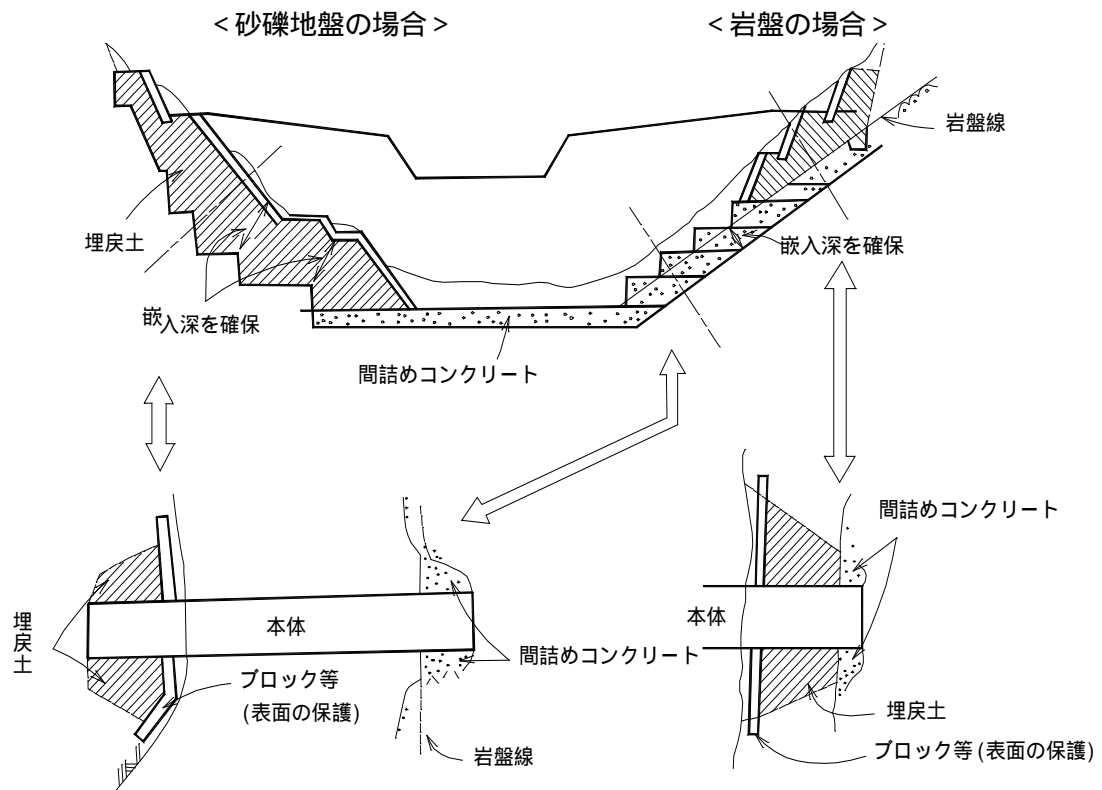 <砂礫地盤の場合>
<岩盤の場合>
岩盤線
埋戻土
嵌入深を確保
嵌入深を確保
間詰めコンクリート
間詰めコンクリート
埋戻土
本体
本体
間詰めコンクリート
ブロック等
(表面の保護)
埋戻土
岩盤線
ブロック等(表面の保護)